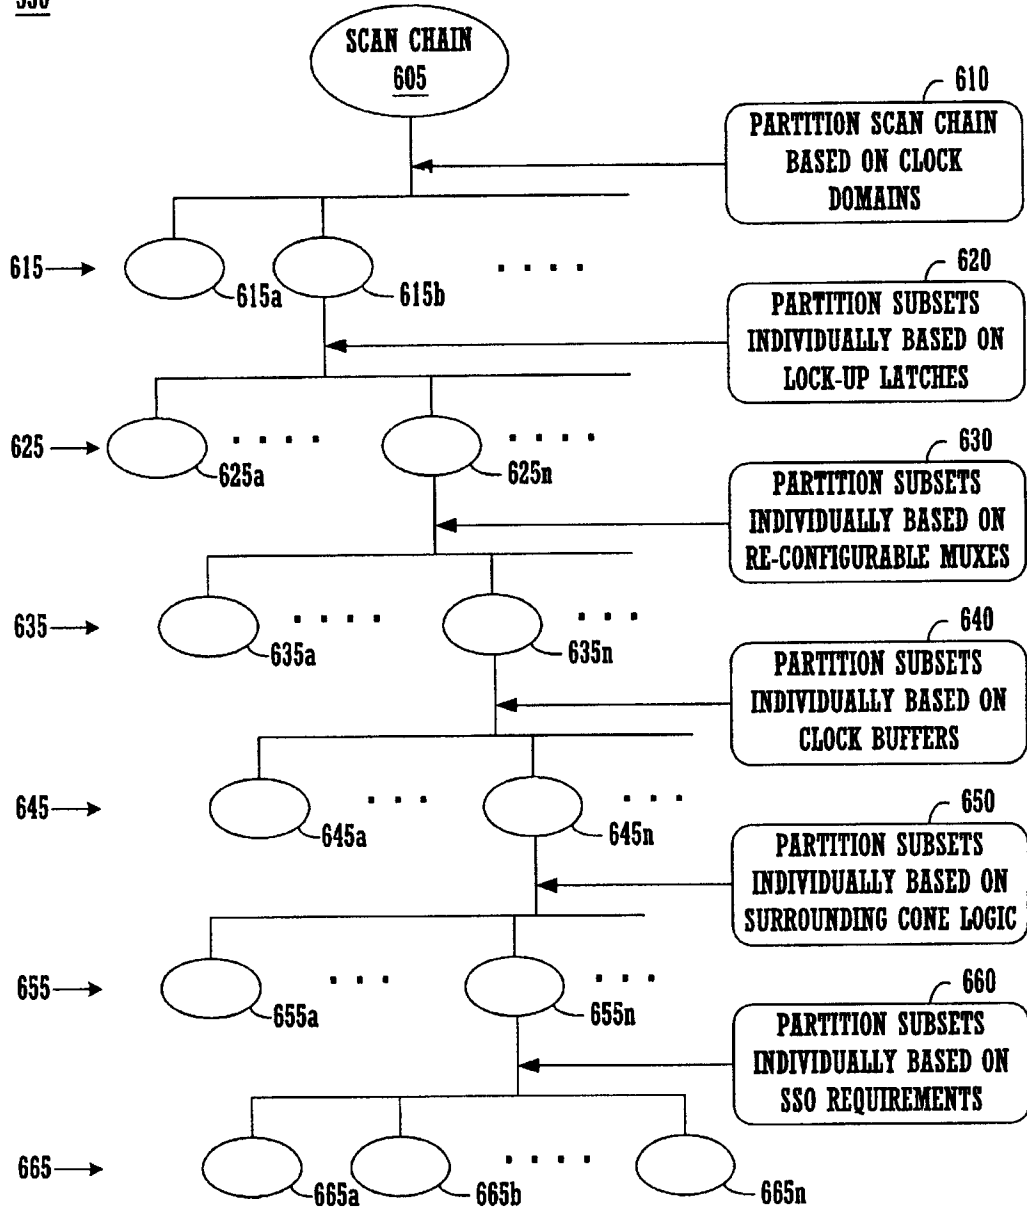 SCAN CHAIN
605
610
PARTITION SCAN CHAIN
BASED ON CLOCK
DOMAINS
615
615a
615b
620
PARTITION SUBSETS
INDIVIDUALLY BASED ON
LOCK-UP LATCHES
625
625a
625n
630
PARTITION SUBSETS
INDIVIDUALLY BASED ON
RE-CONFIGURABLE MUXES
635
635a
635n
640
PARTITION SUBSETS
INDIVIDUALLY BASED ON
CLOCK BUFFERS
645
645a
645n
650
PARTITION SUBSETS
INDIVIDUALLY BASED ON
SURROUNDING CONE LOGIC
655
655a
655n
660
PARTITION SUBSETS
INDIVIDUALLY BASED ON
SSO REQUIREMENTS
665
665a
665b
665n